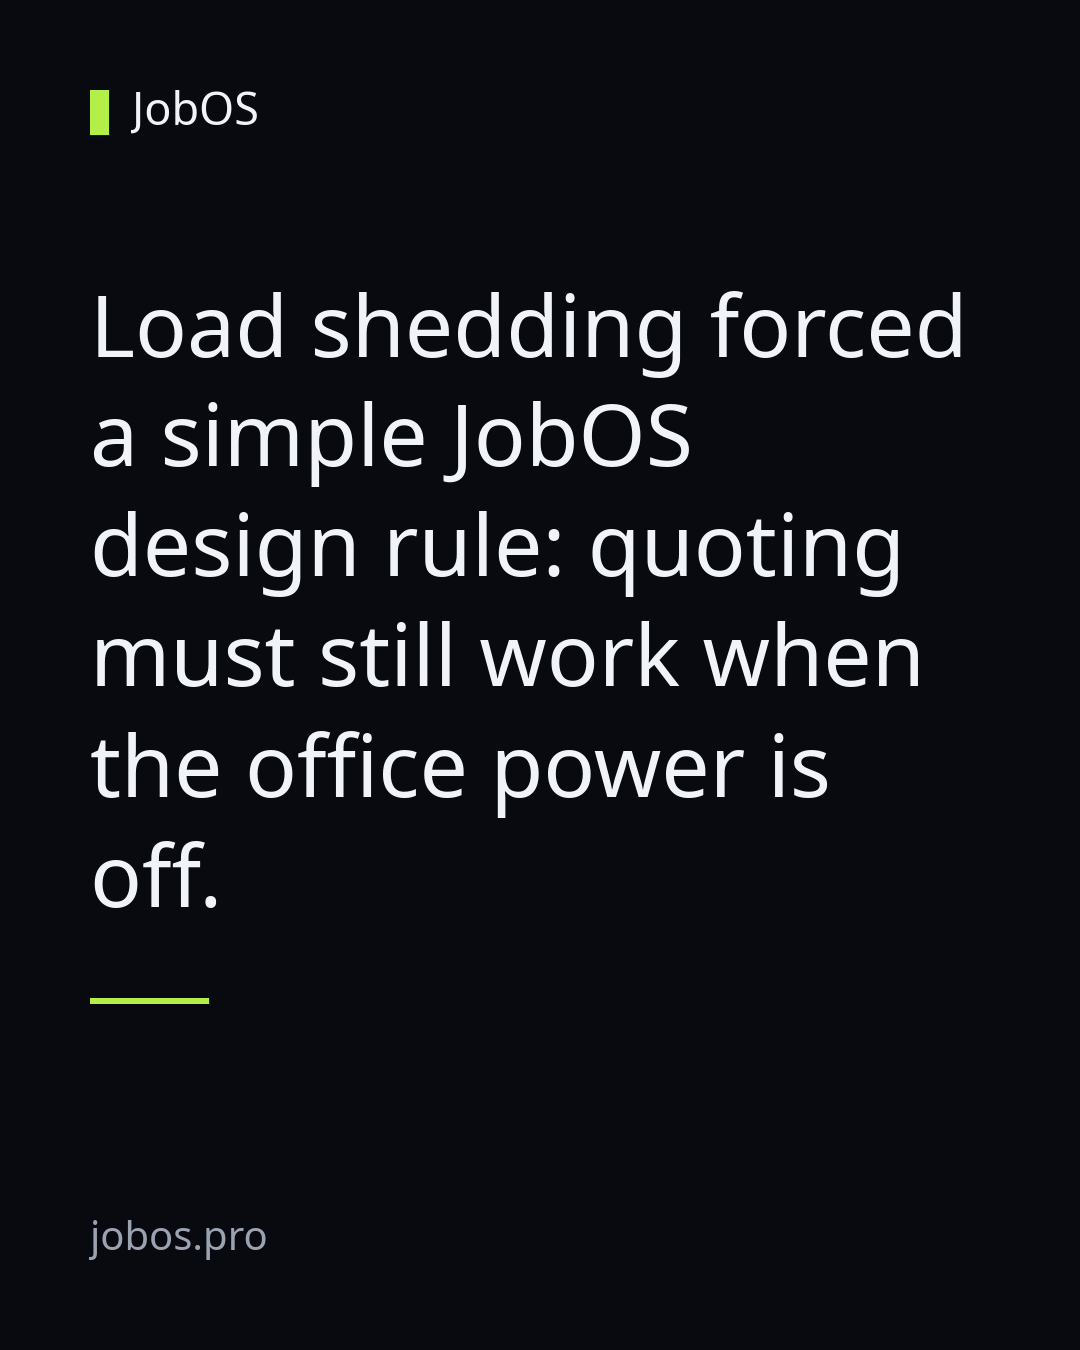 JobOS
Load shedding forced
a simple JobOS
design rule: quoting
must still work when
the office power is
off.
jobos.pro